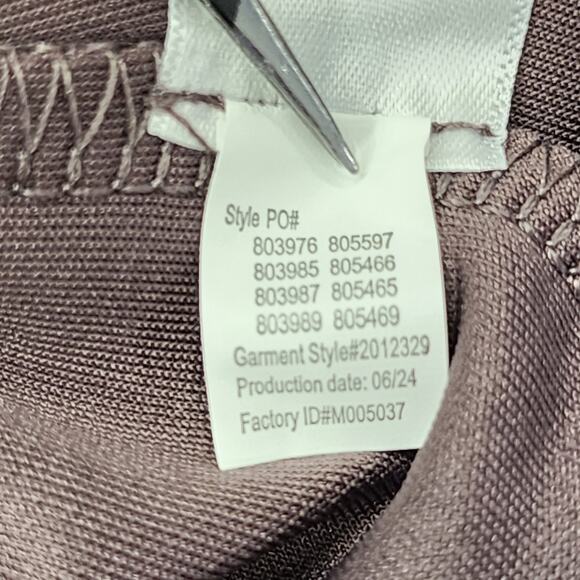 Style PO#
803976 805597
803985 805466
803987 805465
803989 805469
Garment Style#2012329
Production date: 06/24
Factory ID#M005037